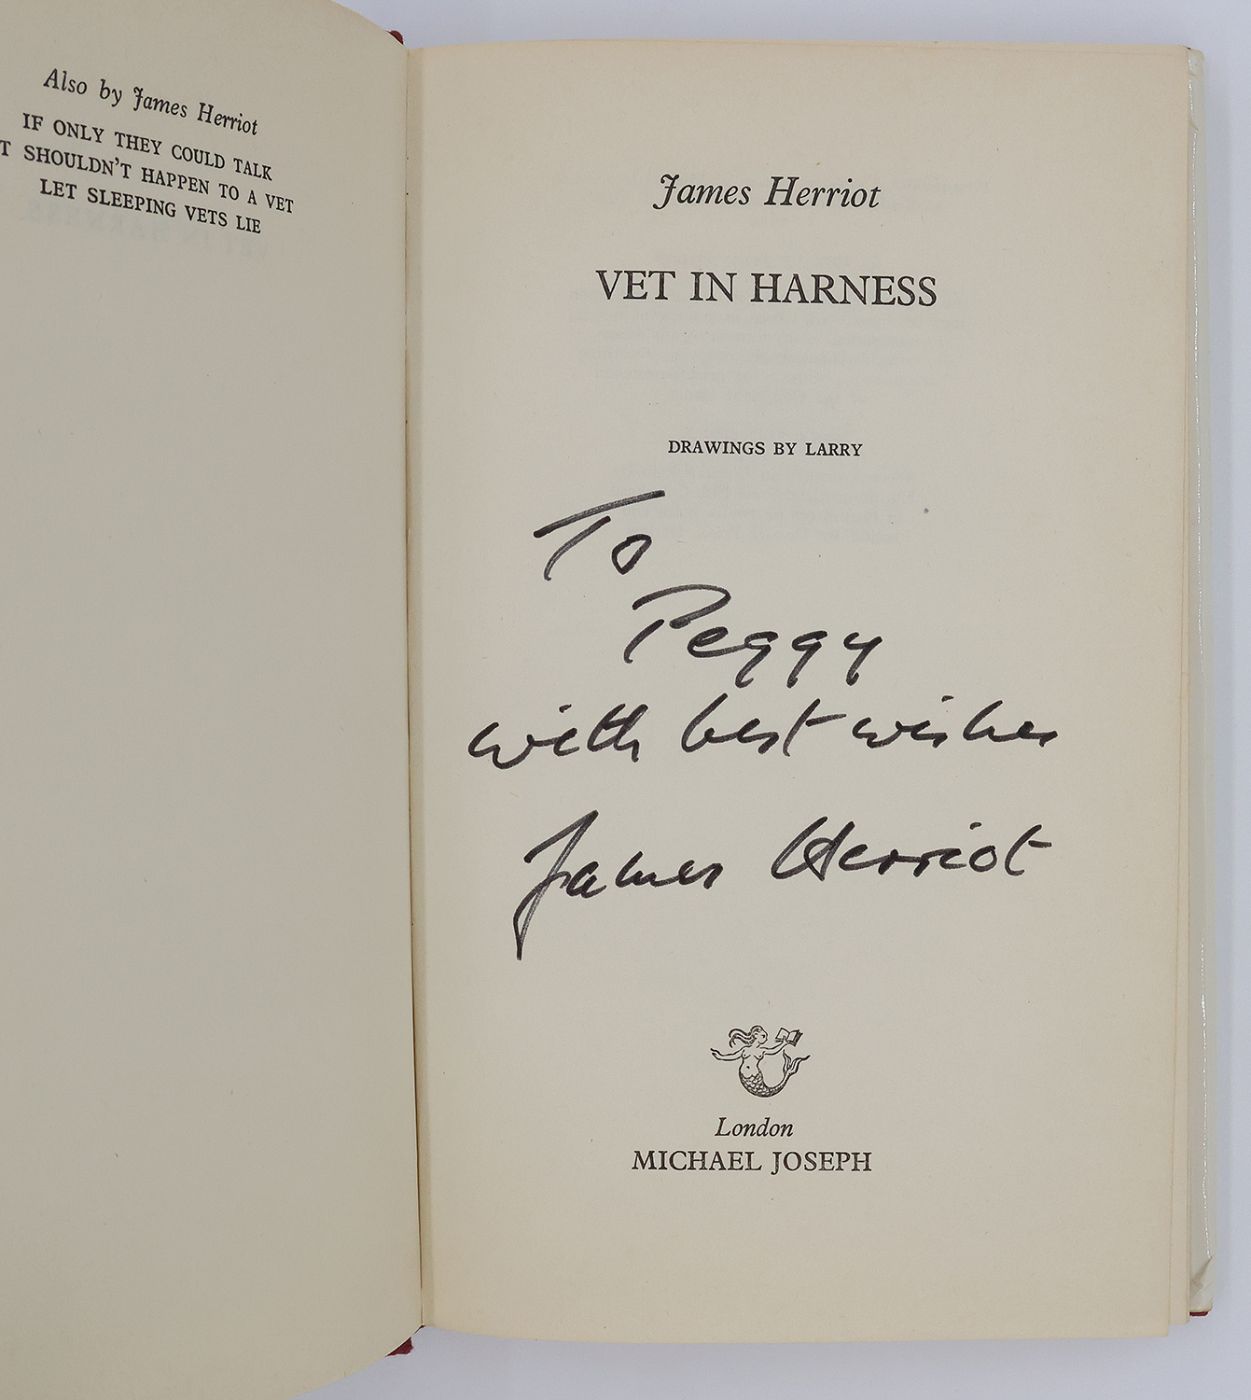 Also by James Herriot
IF ONLY THEY COULD TALK
T SHOULDN'T HAPPEN TO A VET
LET SLEEPING VETS LIE
James Herriot
VET IN HARNESS
DRAWINGS BY LARRY
To
Peggy
with best wishes
James Herriot
London
MICHAEL JOSEPH